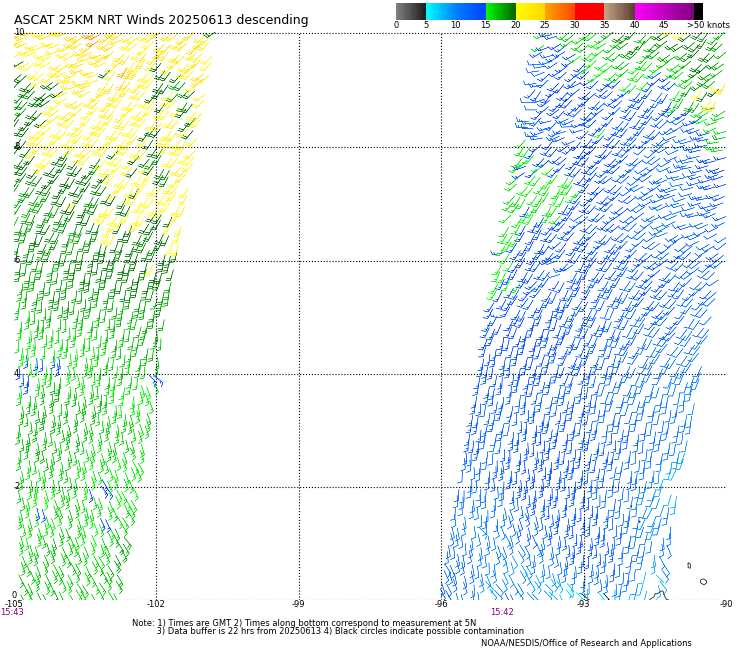 ASCAT 25KM NRT Winds 20250613 descending
0 5 10 15 20 25 30 35 40 45 >50 knots
10
8
6
4
2
0
-105 -102 -99 -96 -93 -90
15:43 15:42
Note: 1) Times are GMT 2) Times along bottom correspond to measurement at 5N
3) Data buffer is 22 hrs from 20250613 4) Black circles indicate possible contamination
NOAA/NESDIS/Office of Research and Applications